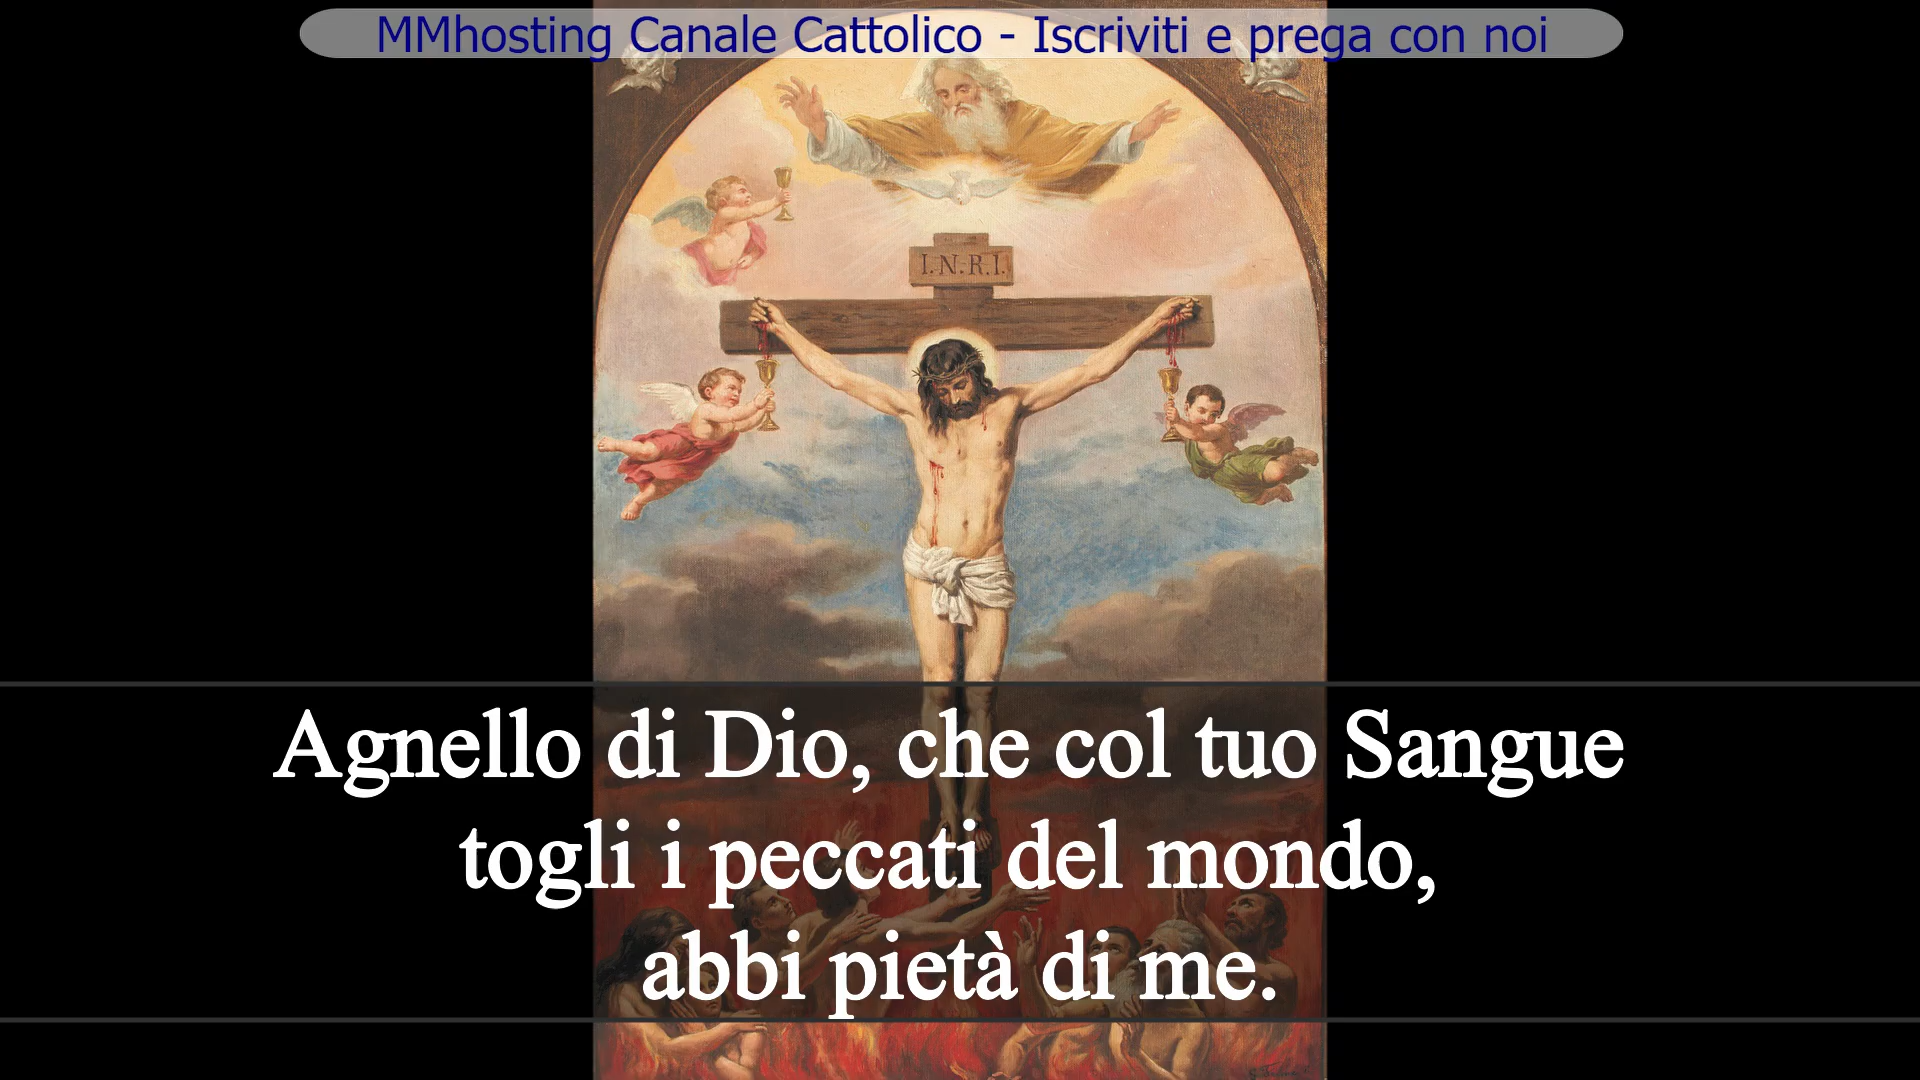 MMhosting Canale Cattolico - Iscriviti e prega con noi
I.N.R.I.
Agnello di Dio, che col tuo Sangue
togli i peccati del mondo,
abbi pietà di me.